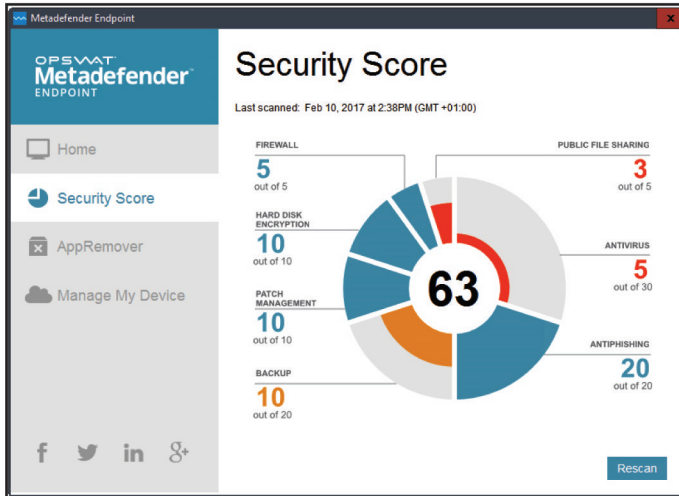 Metadefender Endpoint
x
OPSWAT
Metadefender™
ENDPOINT
Home
Security Score
AppRemover
Manage My Device
f
in
g+
Security Score
Last scanned: Feb 10, 2017 at 2:38PM (GMT +01:00)
FIREWALL
5
out of 5
HARD DISK
ENCRYPTION
10
out of 10
PATCH
MANAGEMENT
10
out of 10
BACKUP
10
out of 20
63
PUBLIC FILE SHARING
3
out of 5
ANTIVIRUS
5
out of 30
ANTIPHISHING
20
out of 20
Rescan